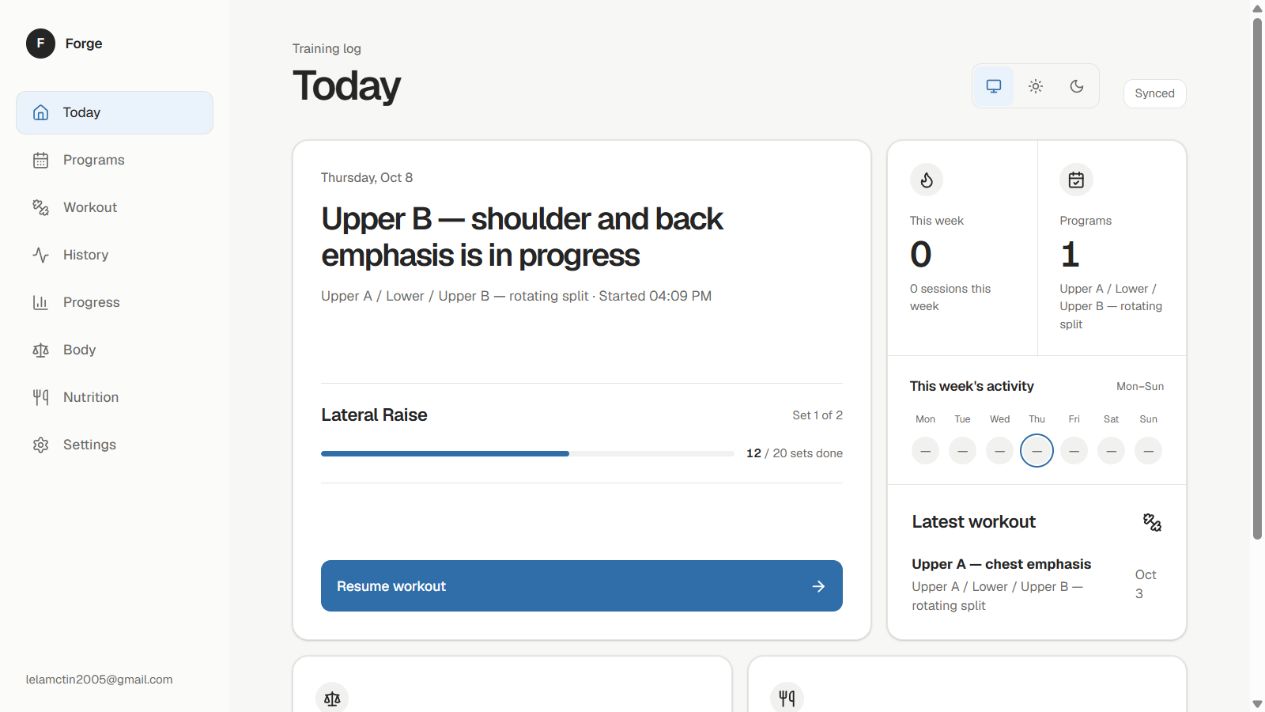 F
Forge
Today
Programs
Workout
History
Progress
Body
Nutrition
Settings
lelamctin2005@gmail.com
Training log
Today
Synced
Thursday, Oct 8
Upper B — shoulder and back
emphasis is in progress
Upper A / Lower / Upper B — rotating split · Started 04:09 PM
Lateral Raise
Set 1 of 2
12 / 20 sets done
Resume workout
This week
0
0 sessions this
week
Programs
1
Upper A / Lower /
Upper B — rotating
split
This week's activity
Mon–Sun
Mon Tue Wed Thu Fri Sat Sun
— — — — — — —
Latest workout
Upper A — chest emphasis
Upper A / Lower / Upper B —
rotating split
Oct
3